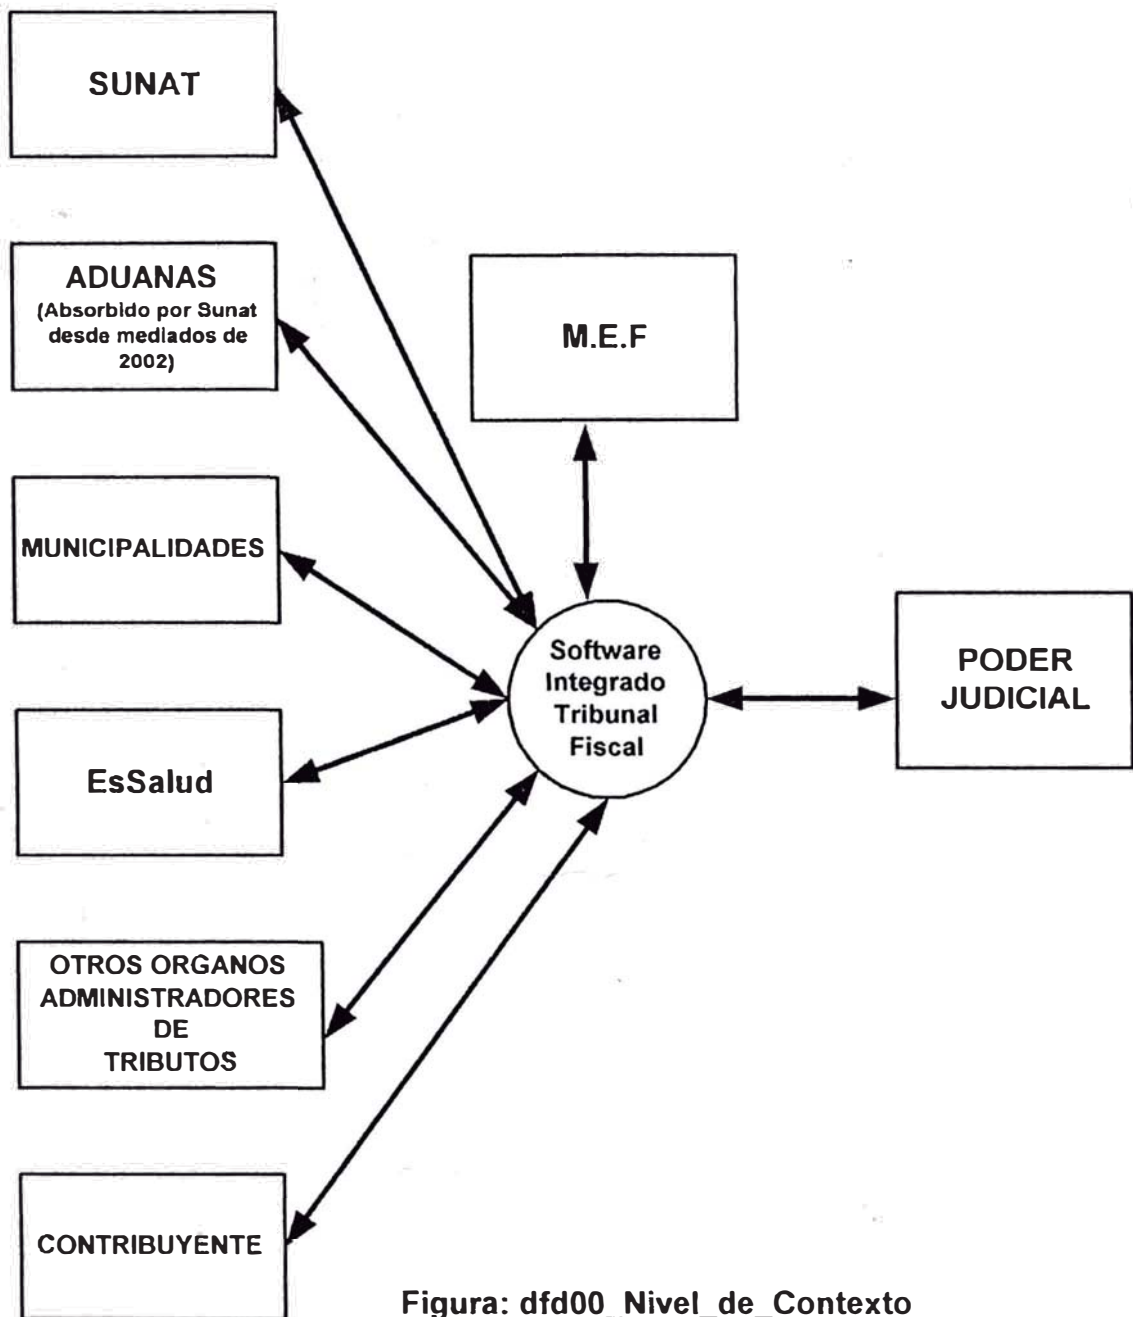 SUNAT
ADUANAS
(Absorbido por Sunat
desde mediados de
2002)
M.E.F
MUNICIPALIDADES
Software
Integrado
Tribunal
Fiscal
PODER
JUDICIAL
EsSalud
OTROS ORGANOS
ADMINISTRADORES
DE
TRIBUTOS
CONTRIBUYENTE
Figura: dfd00_Nivel_de_Contexto